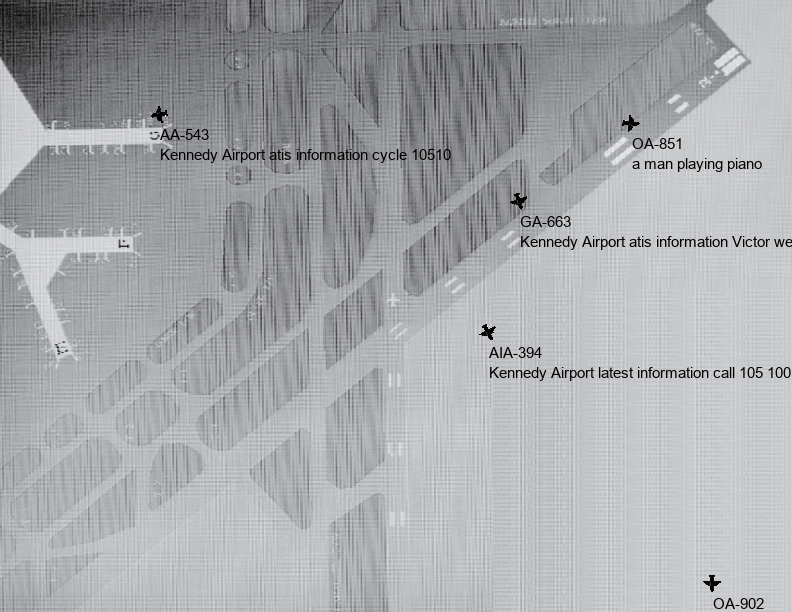 AA-543
Kennedy Airport atis information cycle 10510
OA-851
a man playing piano
GA-663
Kennedy Airport atis information Victor we
AIA-394
Kennedy Airport latest information call 105 100
OA-902